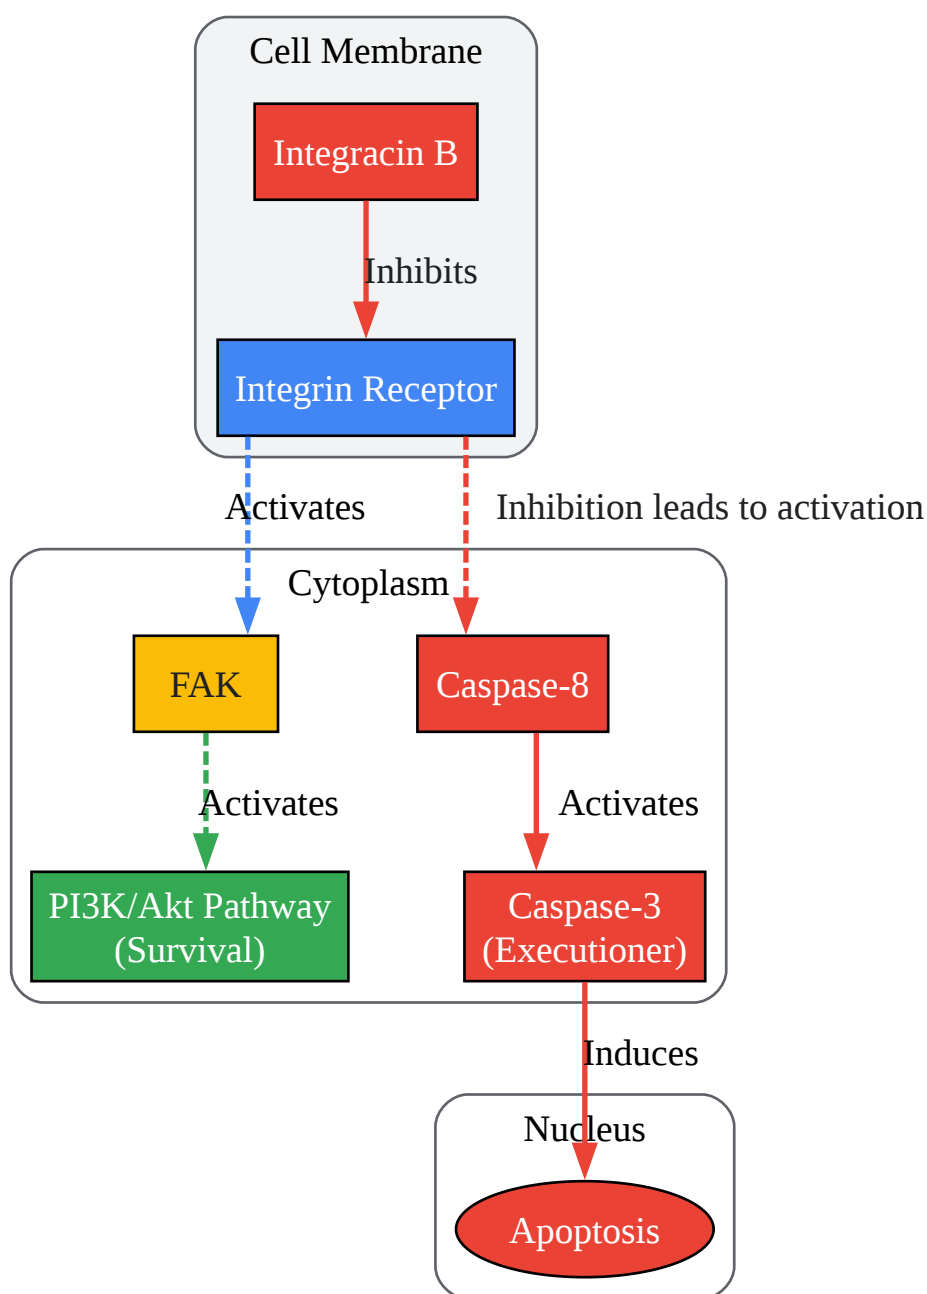 Cell Membrane
Integracin B
Inhibits
Integrin Receptor
Activates
Inhibition leads to activation
Cytoplasm
FAK
Caspase-8
Activates
Activates
PI3K/Akt Pathway
(Survival)
Caspase-3
(Executioner)
Induces
Nucleus
Apoptosis